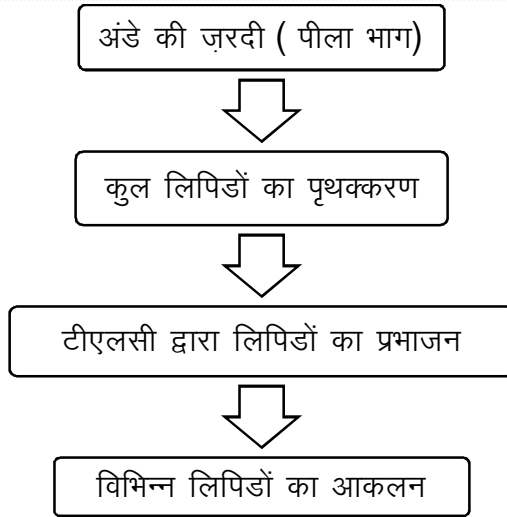 अंडे की ज़रदी ( पीला भाग)
कुल लिपिडों का पृथक्करण
टीएलसी द्वारा लिपिडों का प्रभाजन
विभिन्न लिपिडों का आकलन